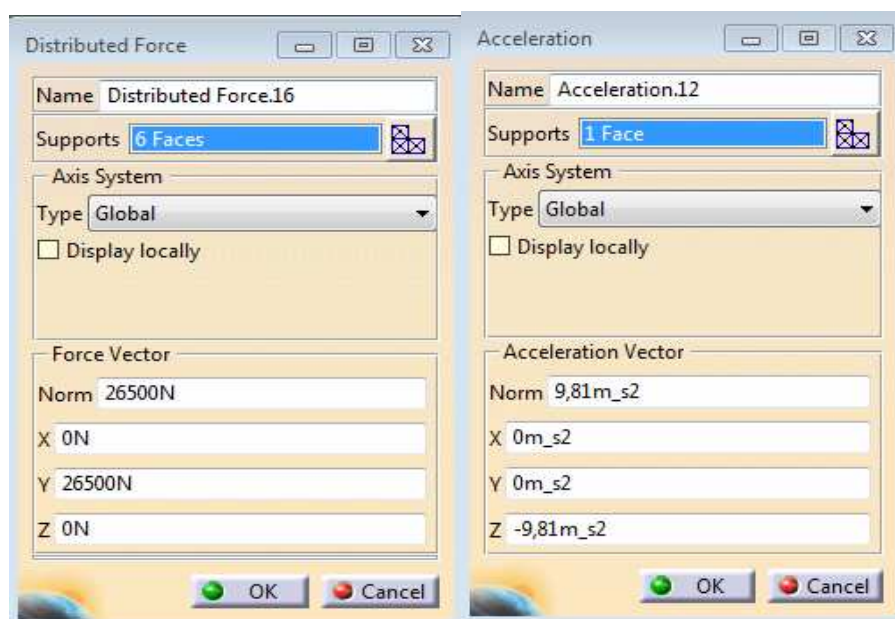 Distributed Force
Name Distributed Force.16
Supports 6 Faces
Axis System
Type Global
Display locally
Force Vector
Norm 26500N
X 0N
Y 26500N
Z 0N
OK Cancel
Acceleration
Name Acceleration.12
Supports 1 Face
Axis System
Type Global
Display locally
Acceleration Vector
Norm 9,81m_s2
X 0m_s2
Y 0m_s2
Z -9,81m_s2
OK Cancel